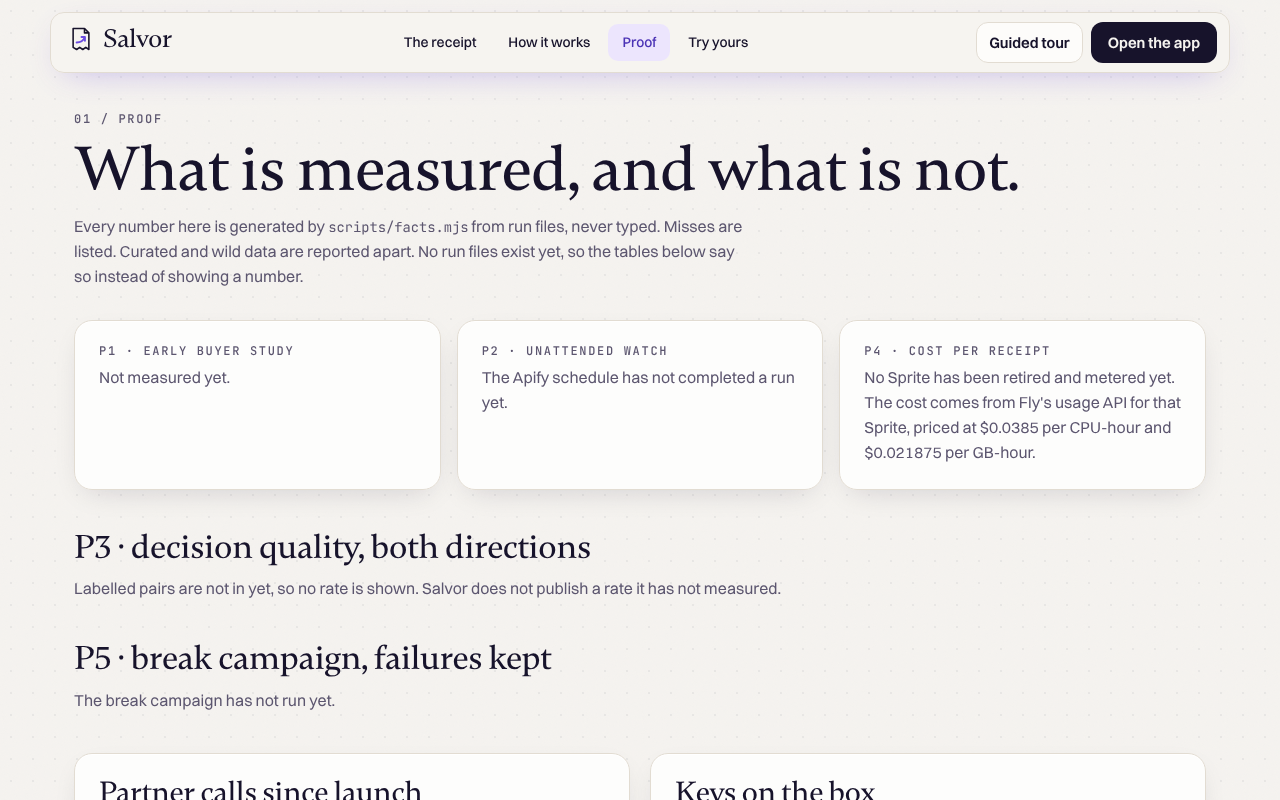 Salvor
The receipt
How it works
Proof
Try yours
Guided tour
Open the app
01 / PROOF
What is measured, and what is not.
Every number here is generated by scripts/facts.mjs from run files, never typed. Misses are
listed. Curated and wild data are reported apart. No run files exist yet, so the tables below say
so instead of showing a number.
P1 · EARLY BUYER STUDY
Not measured yet.
P2 · UNATTENDED WATCH
The Apify schedule has not completed a run
yet.
P4 · COST PER RECEIPT
No Sprite has been retired and metered yet.
The cost comes from Fly's usage API for that
Sprite, priced at $0.0385 per CPU-hour and
$0.021875 per GB-hour.
P3 · decision quality, both directions
Labelled pairs are not in yet, so no rate is shown. Salvor does not publish a rate it has not measured.
P5 · break campaign, failures kept
The break campaign has not run yet.
Partner calls since launch
Keys on the box